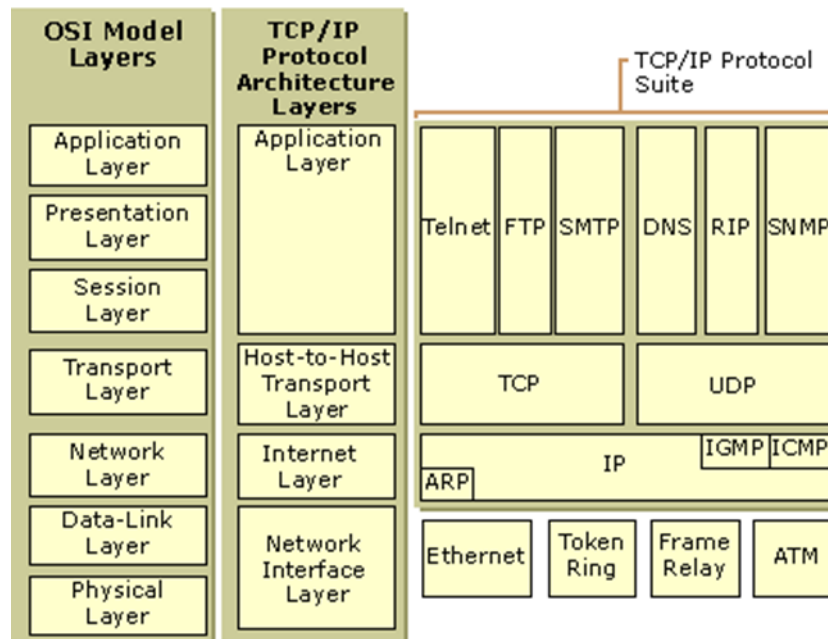 OSI Model
Layers
Application
Layer
Presentation
Layer
Session
Layer
Transport
Layer
Network
Layer
Data-Link
Layer
Physical
Layer
TCP/IP
Protocol
Architecture
Layers
Application
Layer
Host-to-Host
Transport
Layer
Internet
Layer
Network
Interface
Layer
TCP/IP Protocol
Suite
Telnet FTP SMTP DNS RIP SNMP
TCP UDP
IP IGMP ICMP
ARP
Ethernet
Token
Ring
Frame
Relay
ATM